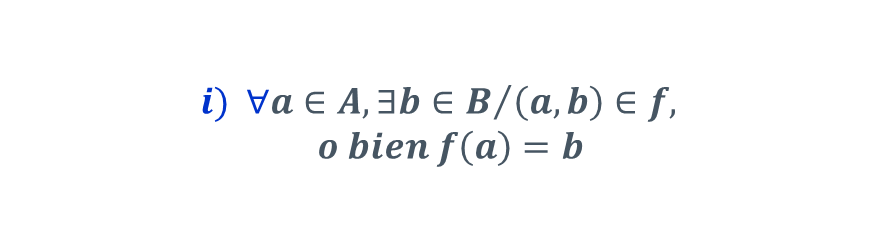 i) ∀a ∈ A, ∃b ∈ B/(a, b) ∈ f,
o bien f(a) = b